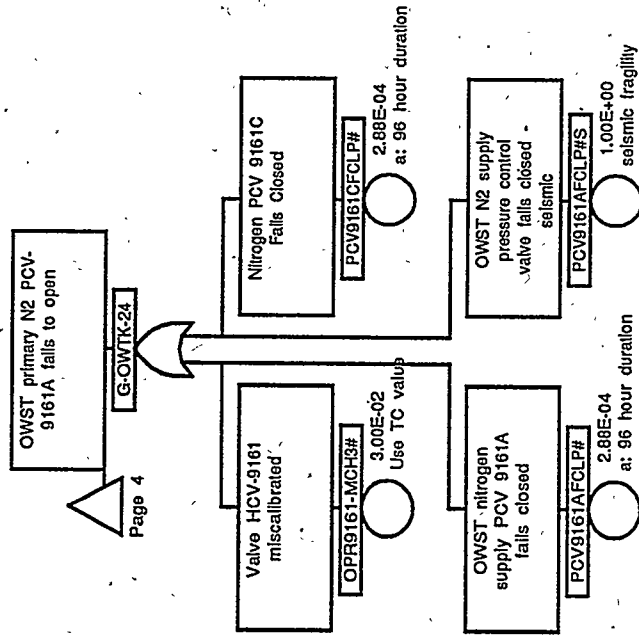 OWST primary N2 PCV-
9161A fails to open
G-OWTK-24
Page 4
Valve HCV-9161
miscalibrated
OPR9161-MCH3#
3.00E-02
Use TC value
Nitrogen PCV 9161C
Fails Closed
PCV9161CFCLP#
2.88E-04
a: 96 hour duration
OWST nitrogen
supply PCV 9161A
fails closed
PCV9161AFCLP#
2.88E-04
a: 96 hour duration
OWST N2 supply
pressure control
valve fails closed -
seismic
PCV9161AFCLP#S
1.00E+00
seismic fragility